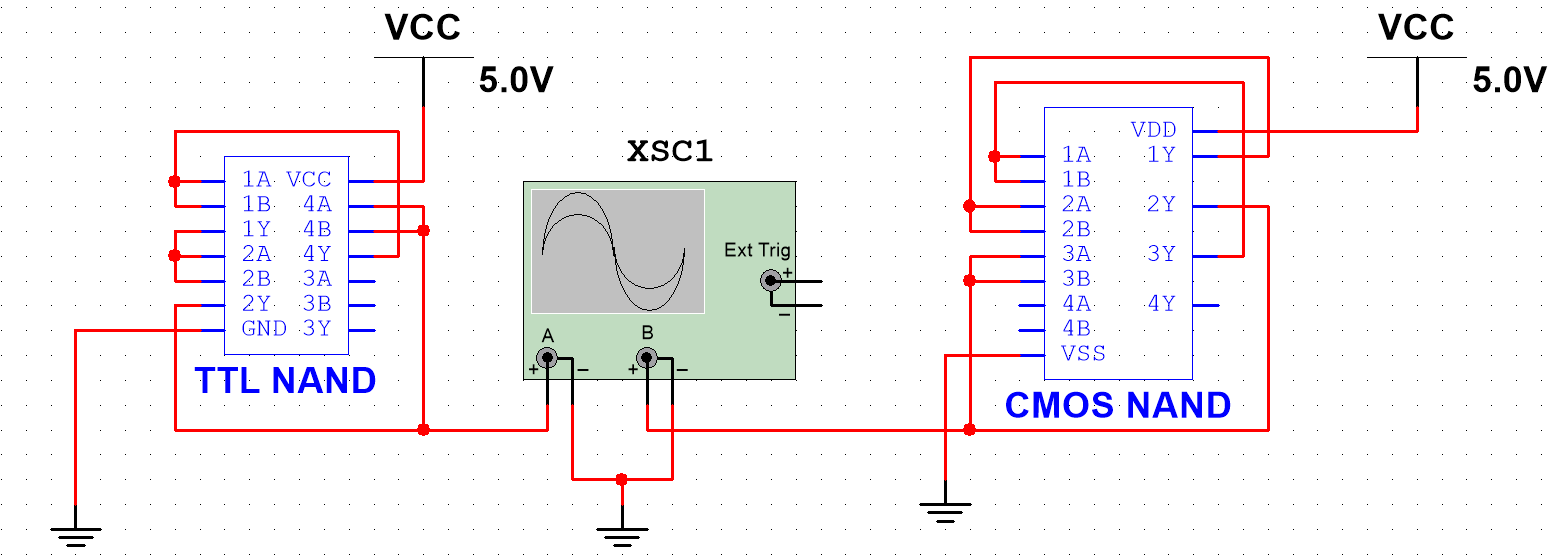 VCC
5.0V
1A VCC
1B 4A
1Y 4B
2A 4Y
2B 3A
2Y 3B
GND 3Y
TTL NAND
XSC1
Ext Trig
+
−
A
B
+ − + −
VCC
5.0V
VDD
1A 1Y
1B
2A 2Y
2B
3A 3Y
3B
4A 4Y
4B
VSS
CMOS NAND